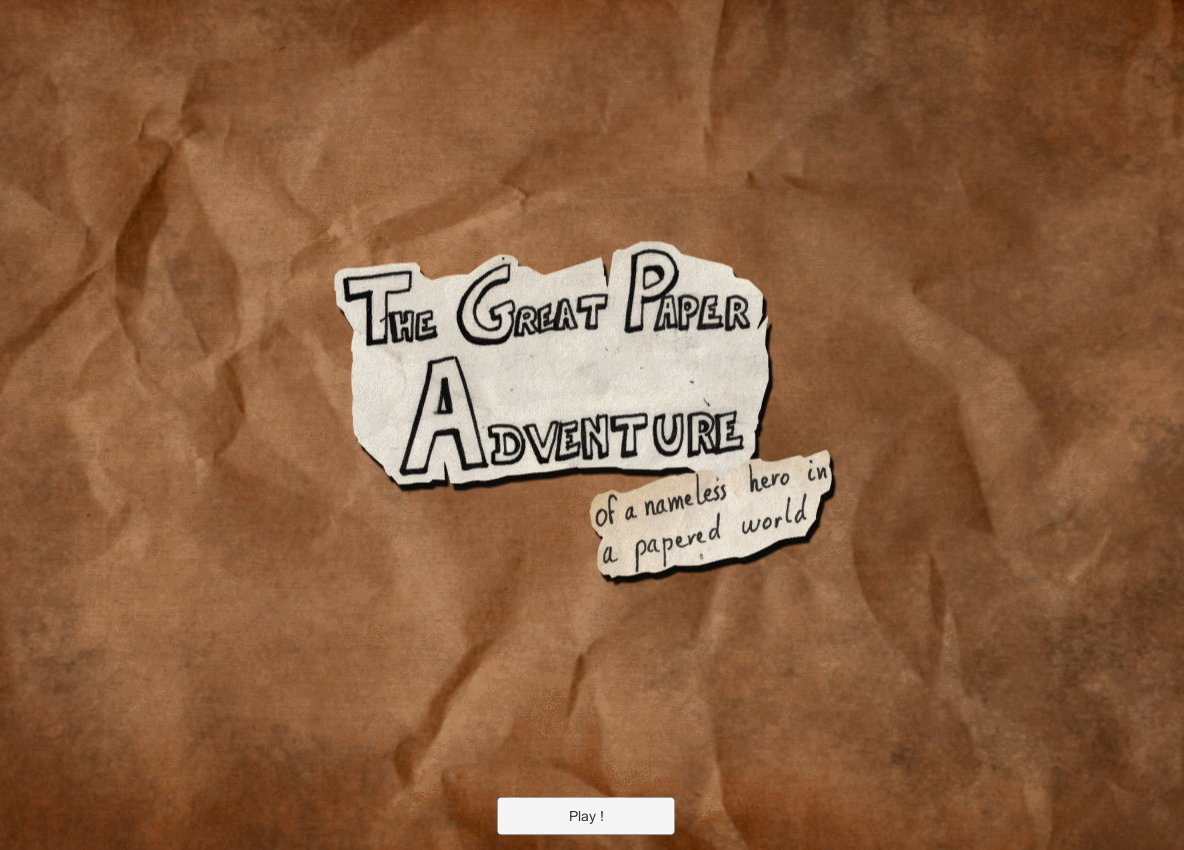 The Great Paper
Adventure
of a nameless hero in
a papered world
Play !